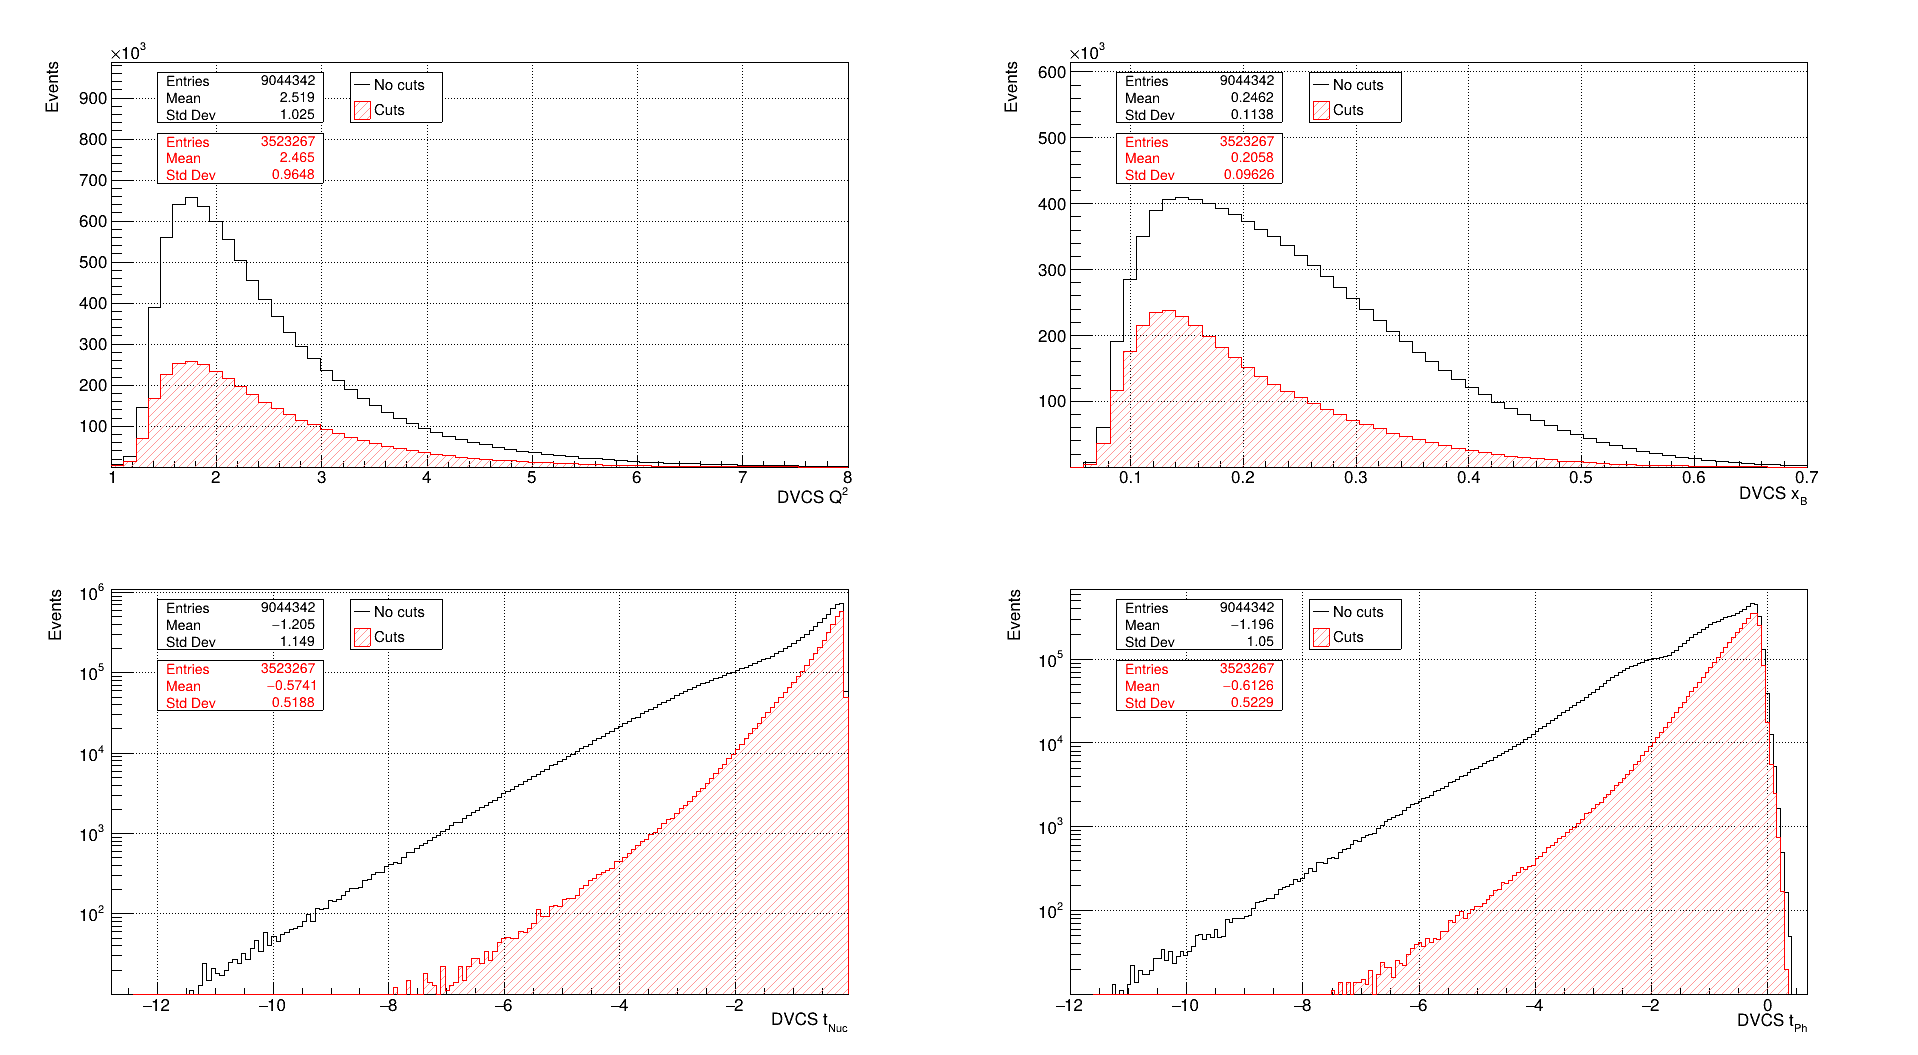 ×10³
Events
Entries 9044342
Mean 2.519
Std Dev 1.025
Entries 3523267
Mean 2.465
Std Dev 0.9648
No cuts
Cuts
900
800
700
600
500
400
300
200
100
1 2 3 4 5 6 7 8
DVCS Q²
×10³
Events
Entries 9044342
Mean 0.2462
Std Dev 0.1138
Entries 3523267
Mean 0.2058
Std Dev 0.09626
No cuts
Cuts
600
500
400
300
200
100
0.1 0.2 0.3 0.4 0.5 0.6 0.7
DVCS x_B
Events
Entries 9044342
Mean −1.205
Std Dev 1.149
Entries 3523267
Mean −0.5741
Std Dev 0.5188
No cuts
Cuts
10⁶
10⁵
10⁴
10³
10²
−12 −10 −8 −6 −4 −2
DVCS t_Nuc
Events
Entries 9044342
Mean −1.196
Std Dev 1.05
Entries 3523267
Mean −0.6126
Std Dev 0.5229
No cuts
Cuts
10⁵
10⁴
10³
10²
−12 −10 −8 −6 −4 −2 0
DVCS t_Ph